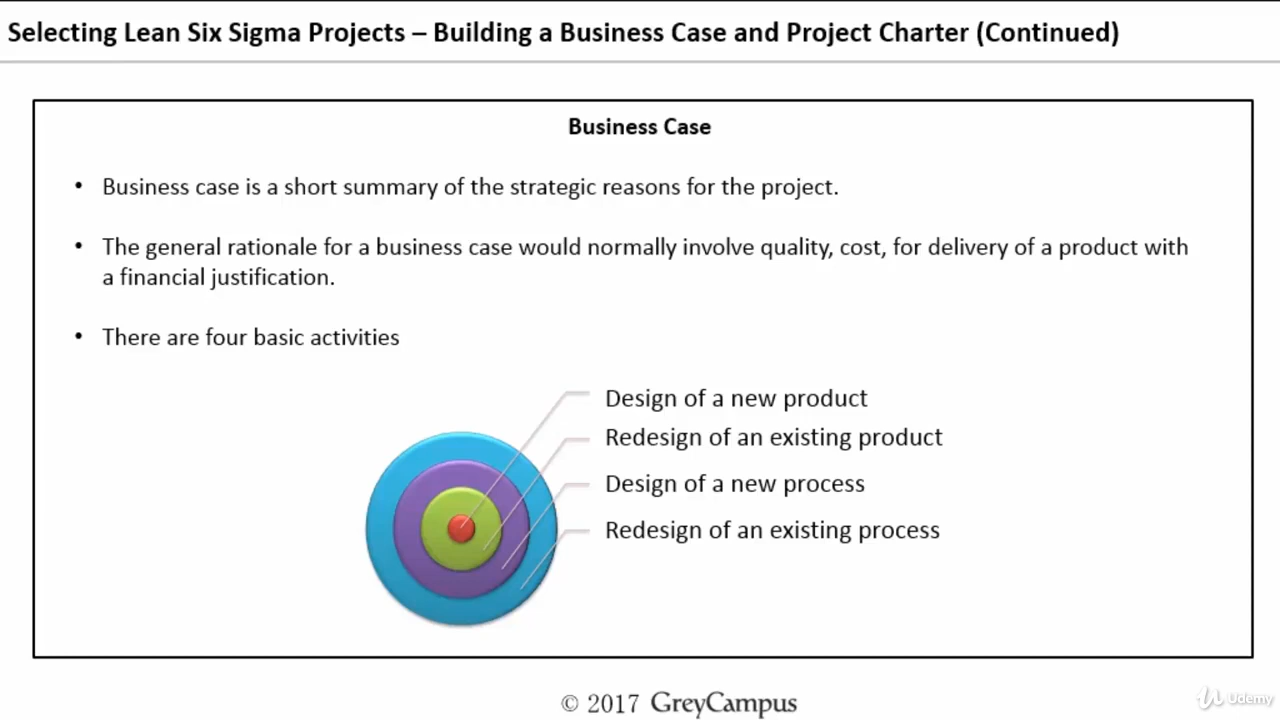 Selecting Lean Six Sigma Projects – Building a Business Case and Project Charter (Continued)
Business Case
• Business case is a short summary of the strategic reasons for the project.
• The general rationale for a business case would normally involve quality, cost, for delivery of a product with
a financial justification.
• There are four basic activities
Design of a new product
Redesign of an existing product
Design of a new process
Redesign of an existing process
© 2017 GreyCampus
Udemy